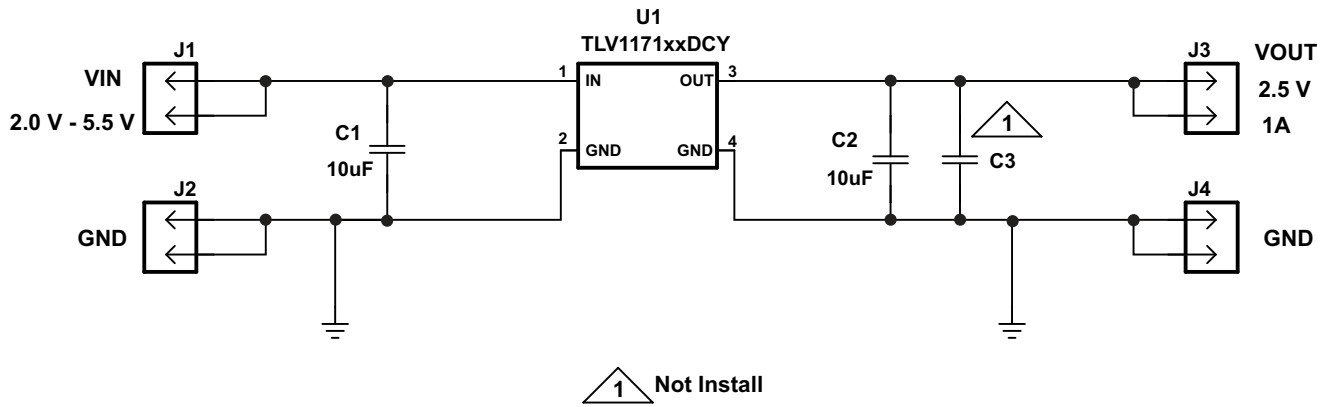 U1
TLV1171xxDCY
J1
VIN
2.0 V - 5.5 V
1
IN
OUT
3
2
GND
GND
4
C1
10uF
C2
10uF
1
C3
J3
VOUT
2.5 V
1A
J2
GND
J4
GND
1 Not Install